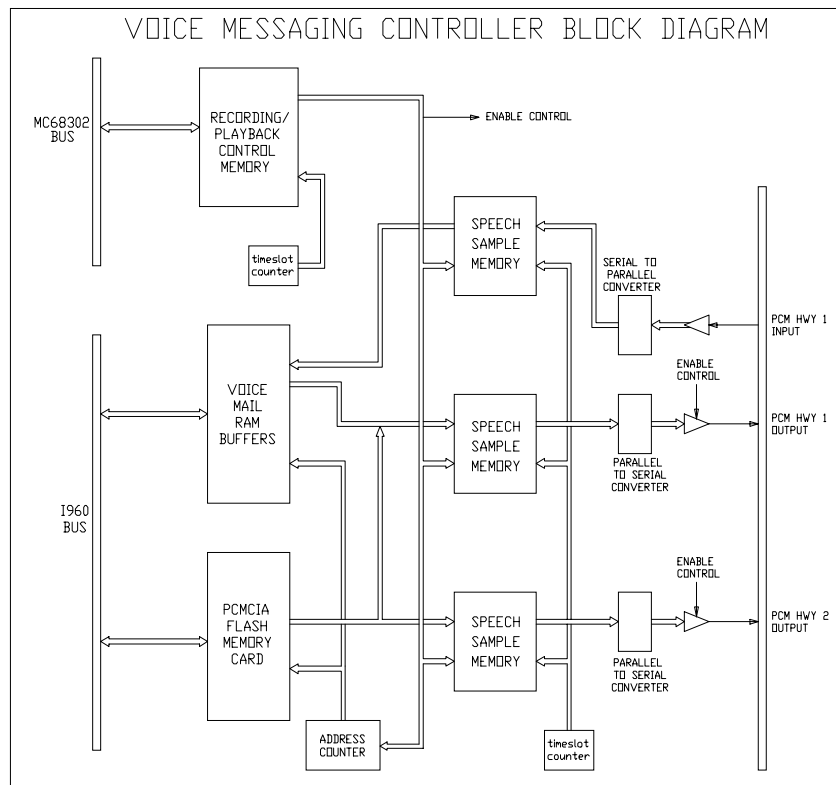 VOICE MESSAGING CONTROLLER BLOCK DIAGRAM
MC68302
BUS
RECORDING/
PLAYBACK
CONTROL
MEMORY
ENABLE CONTROL
timeslot
counter
SPEECH
SAMPLE
MEMORY
SERIAL TO
PARALLEL
CONVERTER
PCM HWY 1
INPUT
VOICE
MAIL
RAM
BUFFERS
ENABLE
CONTROL
SPEECH
SAMPLE
MEMORY
PCM HWY 1
OUTPUT
PARALLEL
TO SERIAL
CONVERTER
I960
BUS
PCMCIA
FLASH
MEMORY
CARD
ENABLE
CONTROL
SPEECH
SAMPLE
MEMORY
PCM HWY 2
OUTPUT
PARALLEL
TO SERIAL
CONVERTER
ADDRESS
COUNTER
timeslot
counter